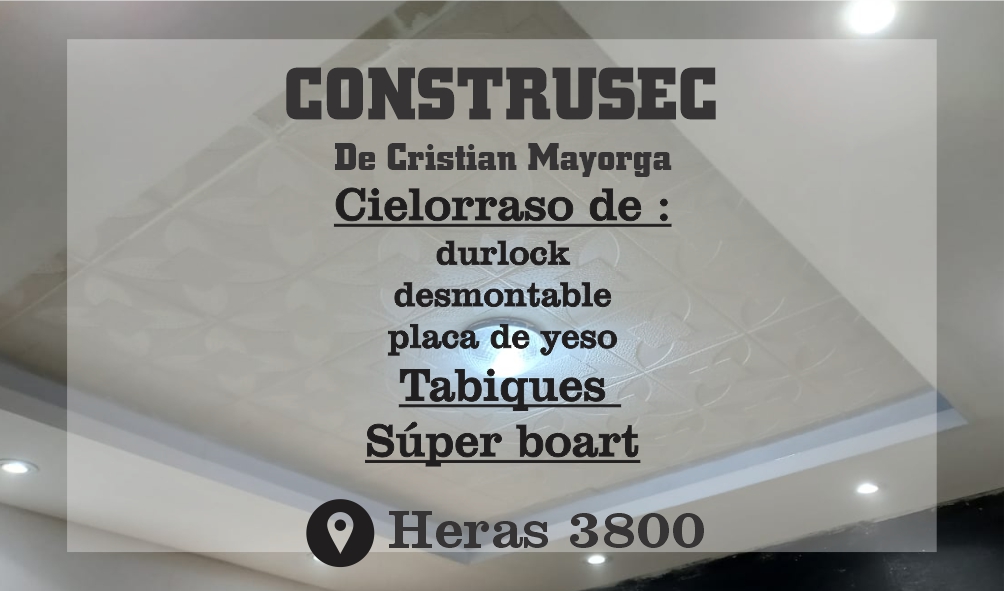 CONSTRUSEC
De Cristian Mayorga
Cielorraso de :
durlock
desmontable
placa de yeso
Tabiques
Súper boart
Heras 3800